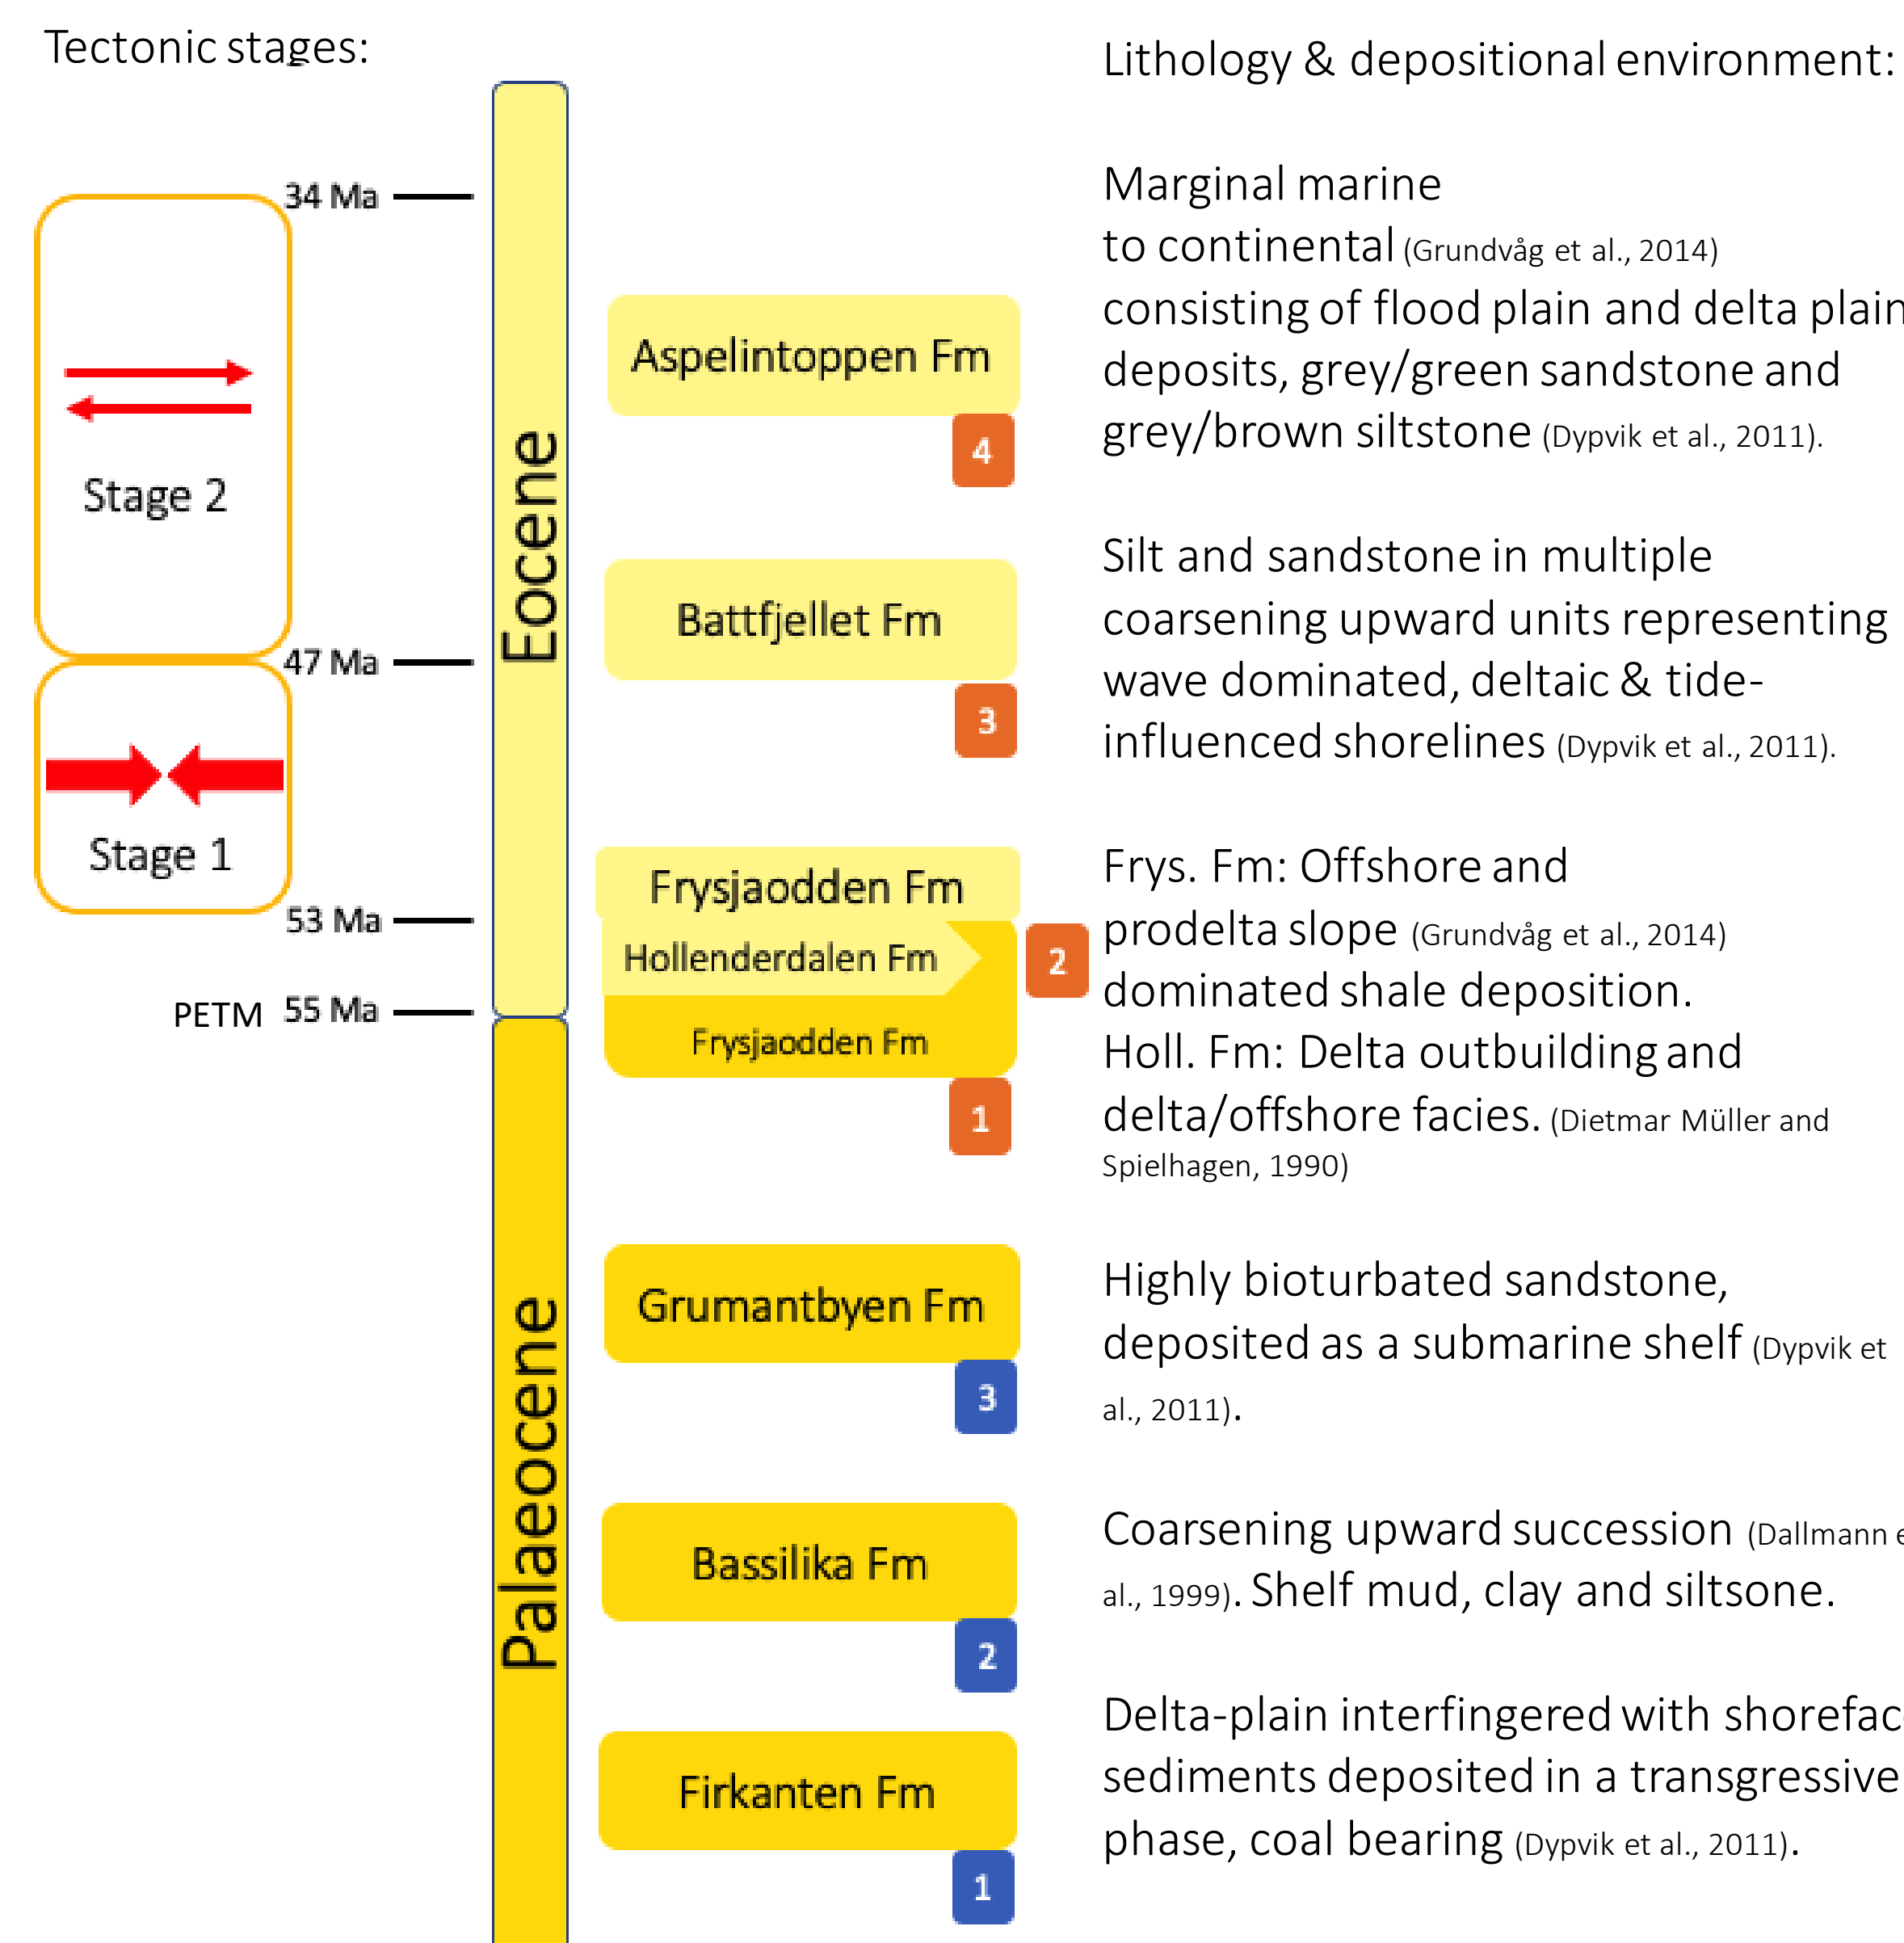 Tectonic stages:
34 Ma
Stage 2
47 Ma
Stage 1
53 Ma
PETM 55 Ma
Eocene
Palaeocene
Aspelintoppen Fm
4
Battfjellet Fm
3
Frysjaodden Fm
Hollenderdalen Fm
2
Frysjaodden Fm
1
Grumantbyen Fm
3
Bassilika Fm
2
Firkanten Fm
1
Lithology & depositional environment:
Marginal marine
to continental (Grundvåg et al., 2014)
consisting of flood plain and delta plain
deposits, grey/green sandstone and
grey/brown siltstone (Dypvik et al., 2011).
Silt and sandstone in multiple
coarsening upward units representing
wave dominated, deltaic & tide-
influenced shorelines (Dypvik et al., 2011).
Frys. Fm: Offshore and
prodelta slope (Grundvåg et al., 2014)
dominated shale deposition.
Holl. Fm: Delta outbuilding and
delta/offshore facies. (Dietmar Müller and
Spielhagen, 1990)
Highly bioturbated sandstone,
deposited as a submarine shelf (Dypvik et
al., 2011).
Coarsening upward succession (Dallmann e
al., 1999). Shelf mud, clay and siltsone.
Delta-plain interfingered with shoreface
sediments deposited in a transgressive
phase, coal bearing (Dypvik et al., 2011).